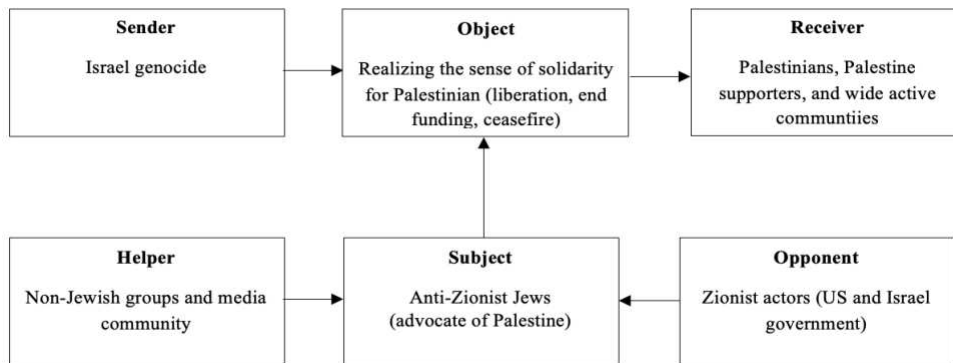 Sender
Israel genocide
Object
Realizing the sense of solidarity
for Palestinian (liberation, end
funding, ceasefire)
Receiver
Palestinians, Palestine
supporters, and wide active
communtiies
Helper
Non-Jewish groups and media
community
Subject
Anti-Zionist Jews
(advocate of Palestine)
Opponent
Zionist actors (US and Israel
government)